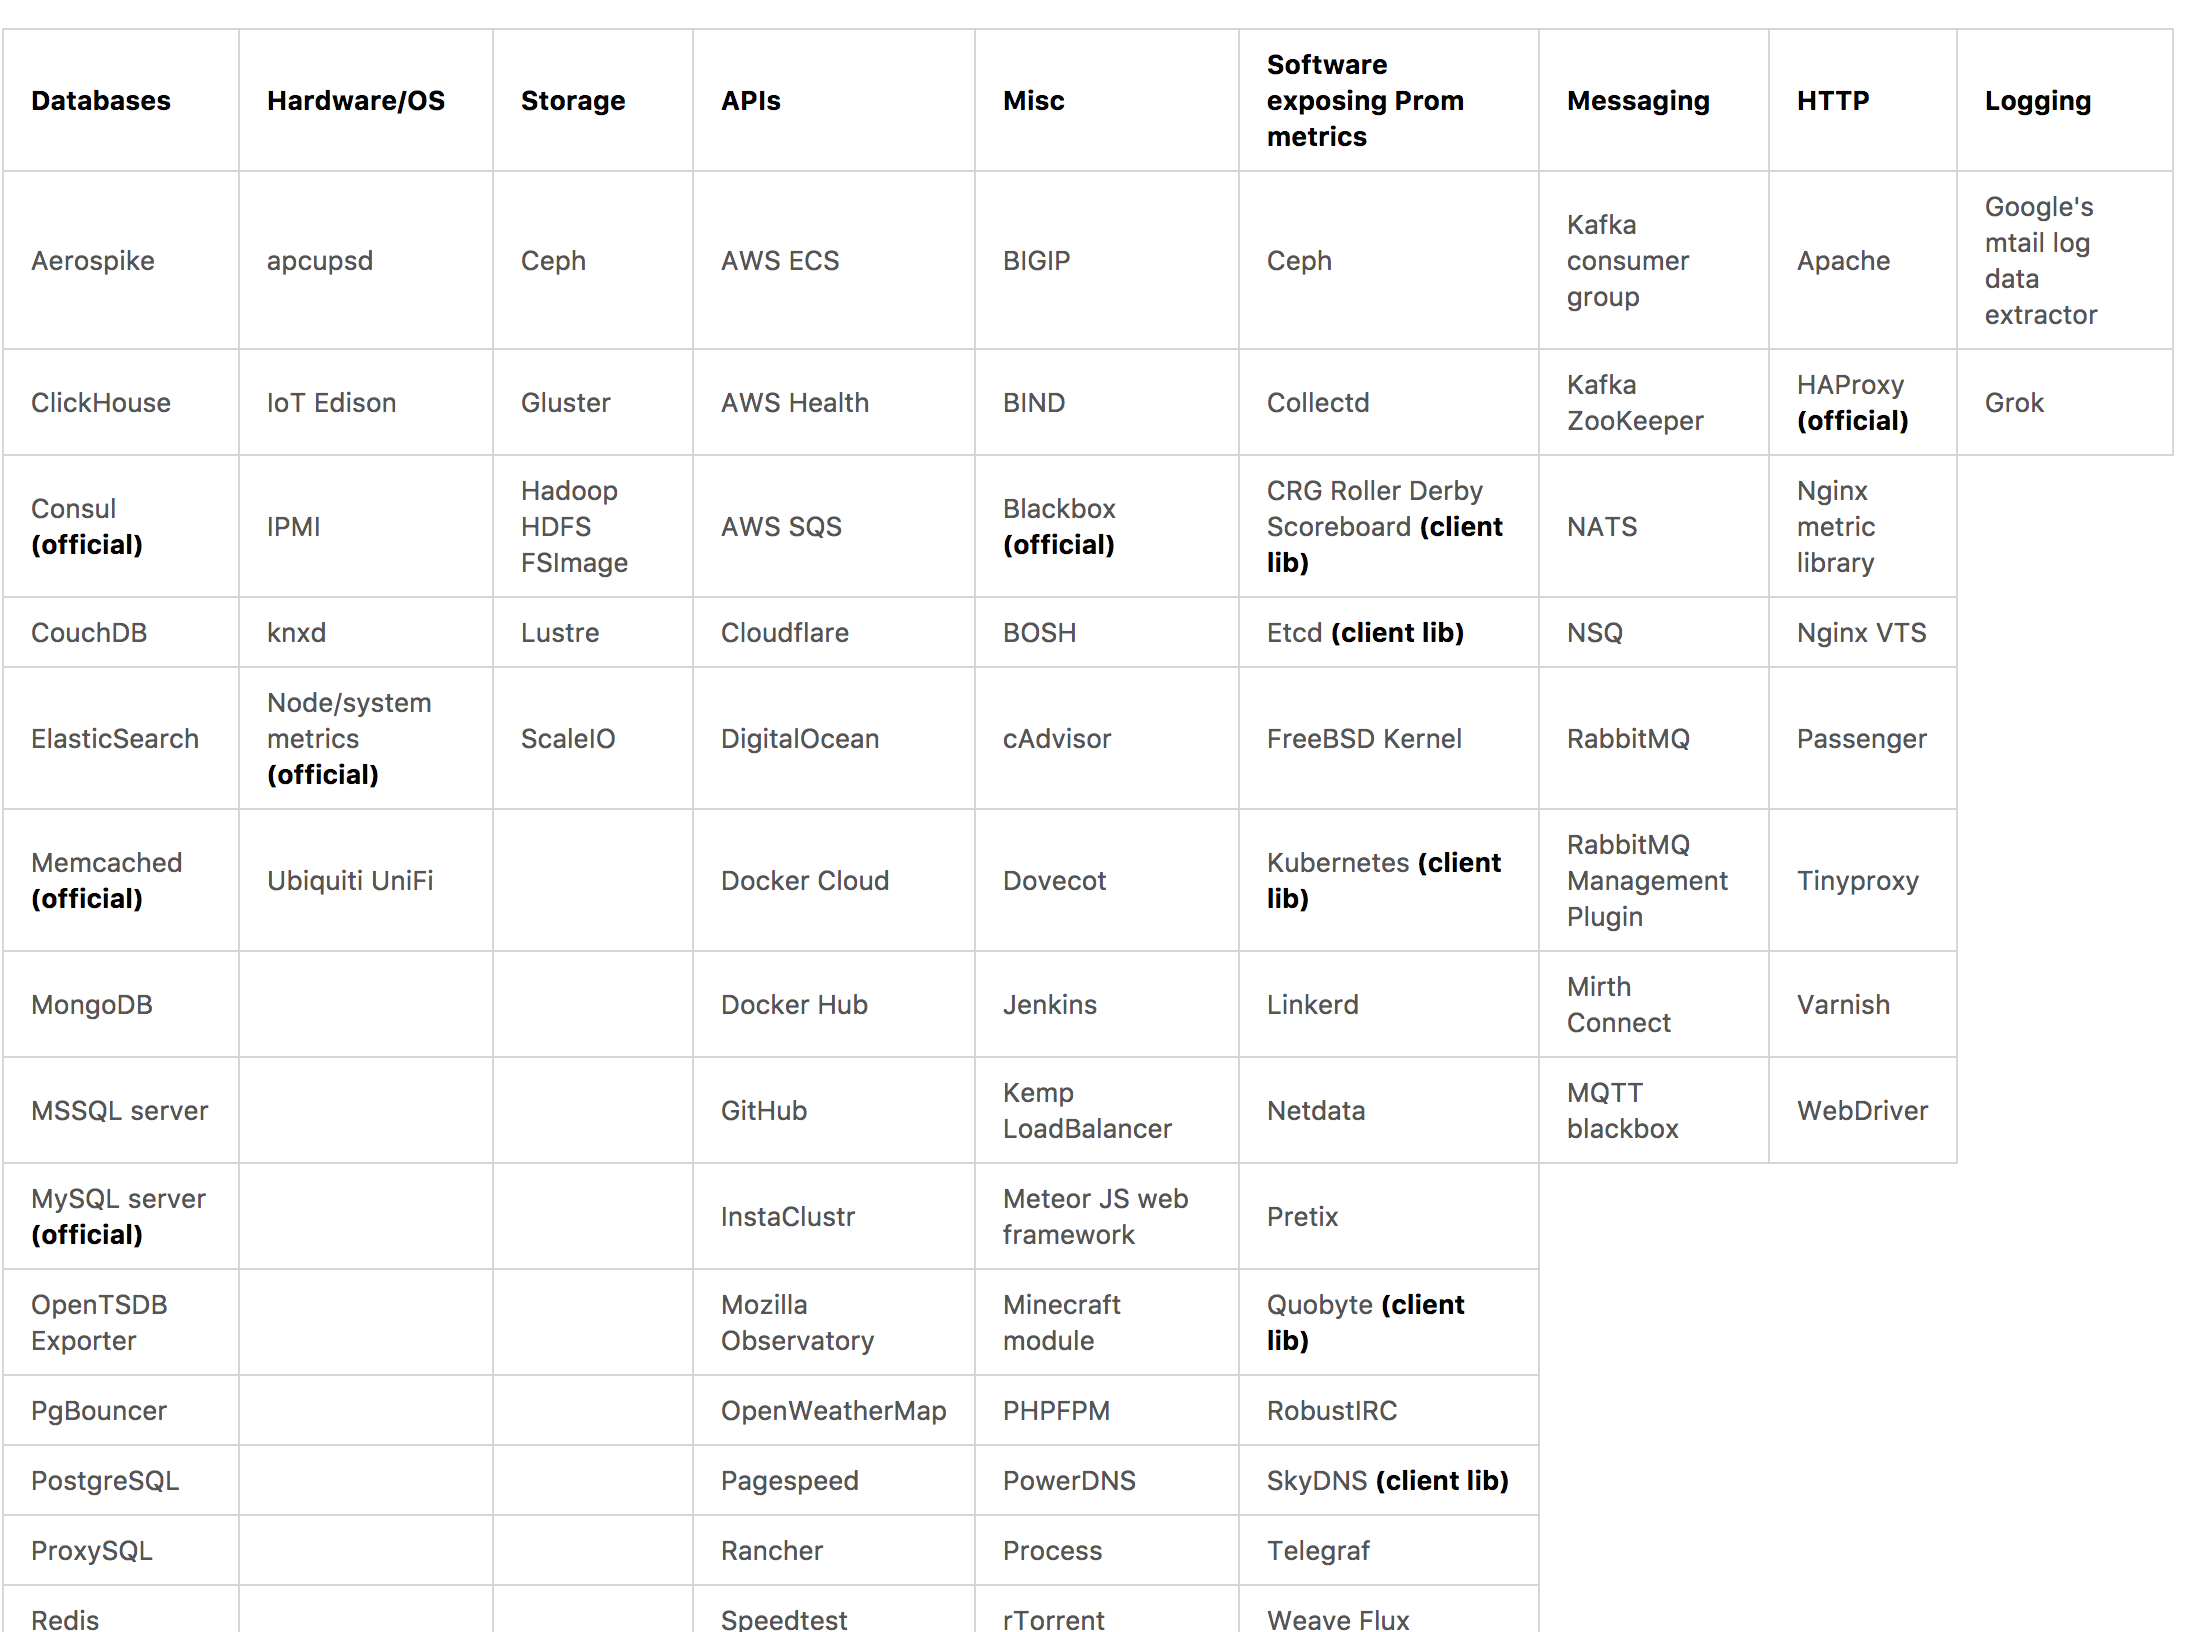 Databases
Hardware/OS
Storage
APIs
Misc
Software
exposing Prom
metrics
Messaging
HTTP
Logging
Aerospike
apcupsd
Ceph
AWS ECS
BIGIP
Ceph
Kafka
consumer
group
Apache
Google's
mtail log
data
extractor
ClickHouse
IoT Edison
Gluster
AWS Health
BIND
Collectd
Kafka
ZooKeeper
HAProxy
(official)
Grok
Consul
(official)
IPMI
Hadoop
HDFS
FSImage
AWS SQS
Blackbox
(official)
CRG Roller Derby
Scoreboard (client
lib)
NATS
Nginx
metric
library
CouchDB
knxd
Lustre
Cloudflare
BOSH
Etcd (client lib)
NSQ
Nginx VTS
ElasticSearch
Node/system
metrics
(official)
ScaleIO
DigitalOcean
cAdvisor
FreeBSD Kernel
RabbitMQ
Passenger
Memcached
(official)
Ubiquiti UniFi
Docker Cloud
Dovecot
Kubernetes (client
lib)
RabbitMQ
Management
Plugin
Tinyproxy
MongoDB
Docker Hub
Jenkins
Linkerd
Mirth
Connect
Varnish
MSSQL server
GitHub
Kemp
LoadBalancer
Netdata
MQTT
blackbox
WebDriver
MySQL server
(official)
InstaClustr
Meteor JS web
framework
Pretix
OpenTSDB
Exporter
Mozilla
Observatory
Minecraft
module
Quobyte (client
lib)
PgBouncer
OpenWeatherMap
PHPFPM
RobustIRC
PostgreSQL
Pagespeed
PowerDNS
SkyDNS (client lib)
ProxySQL
Rancher
Process
Telegraf
Redis
Speedtest
rTorrent
Weave Flux